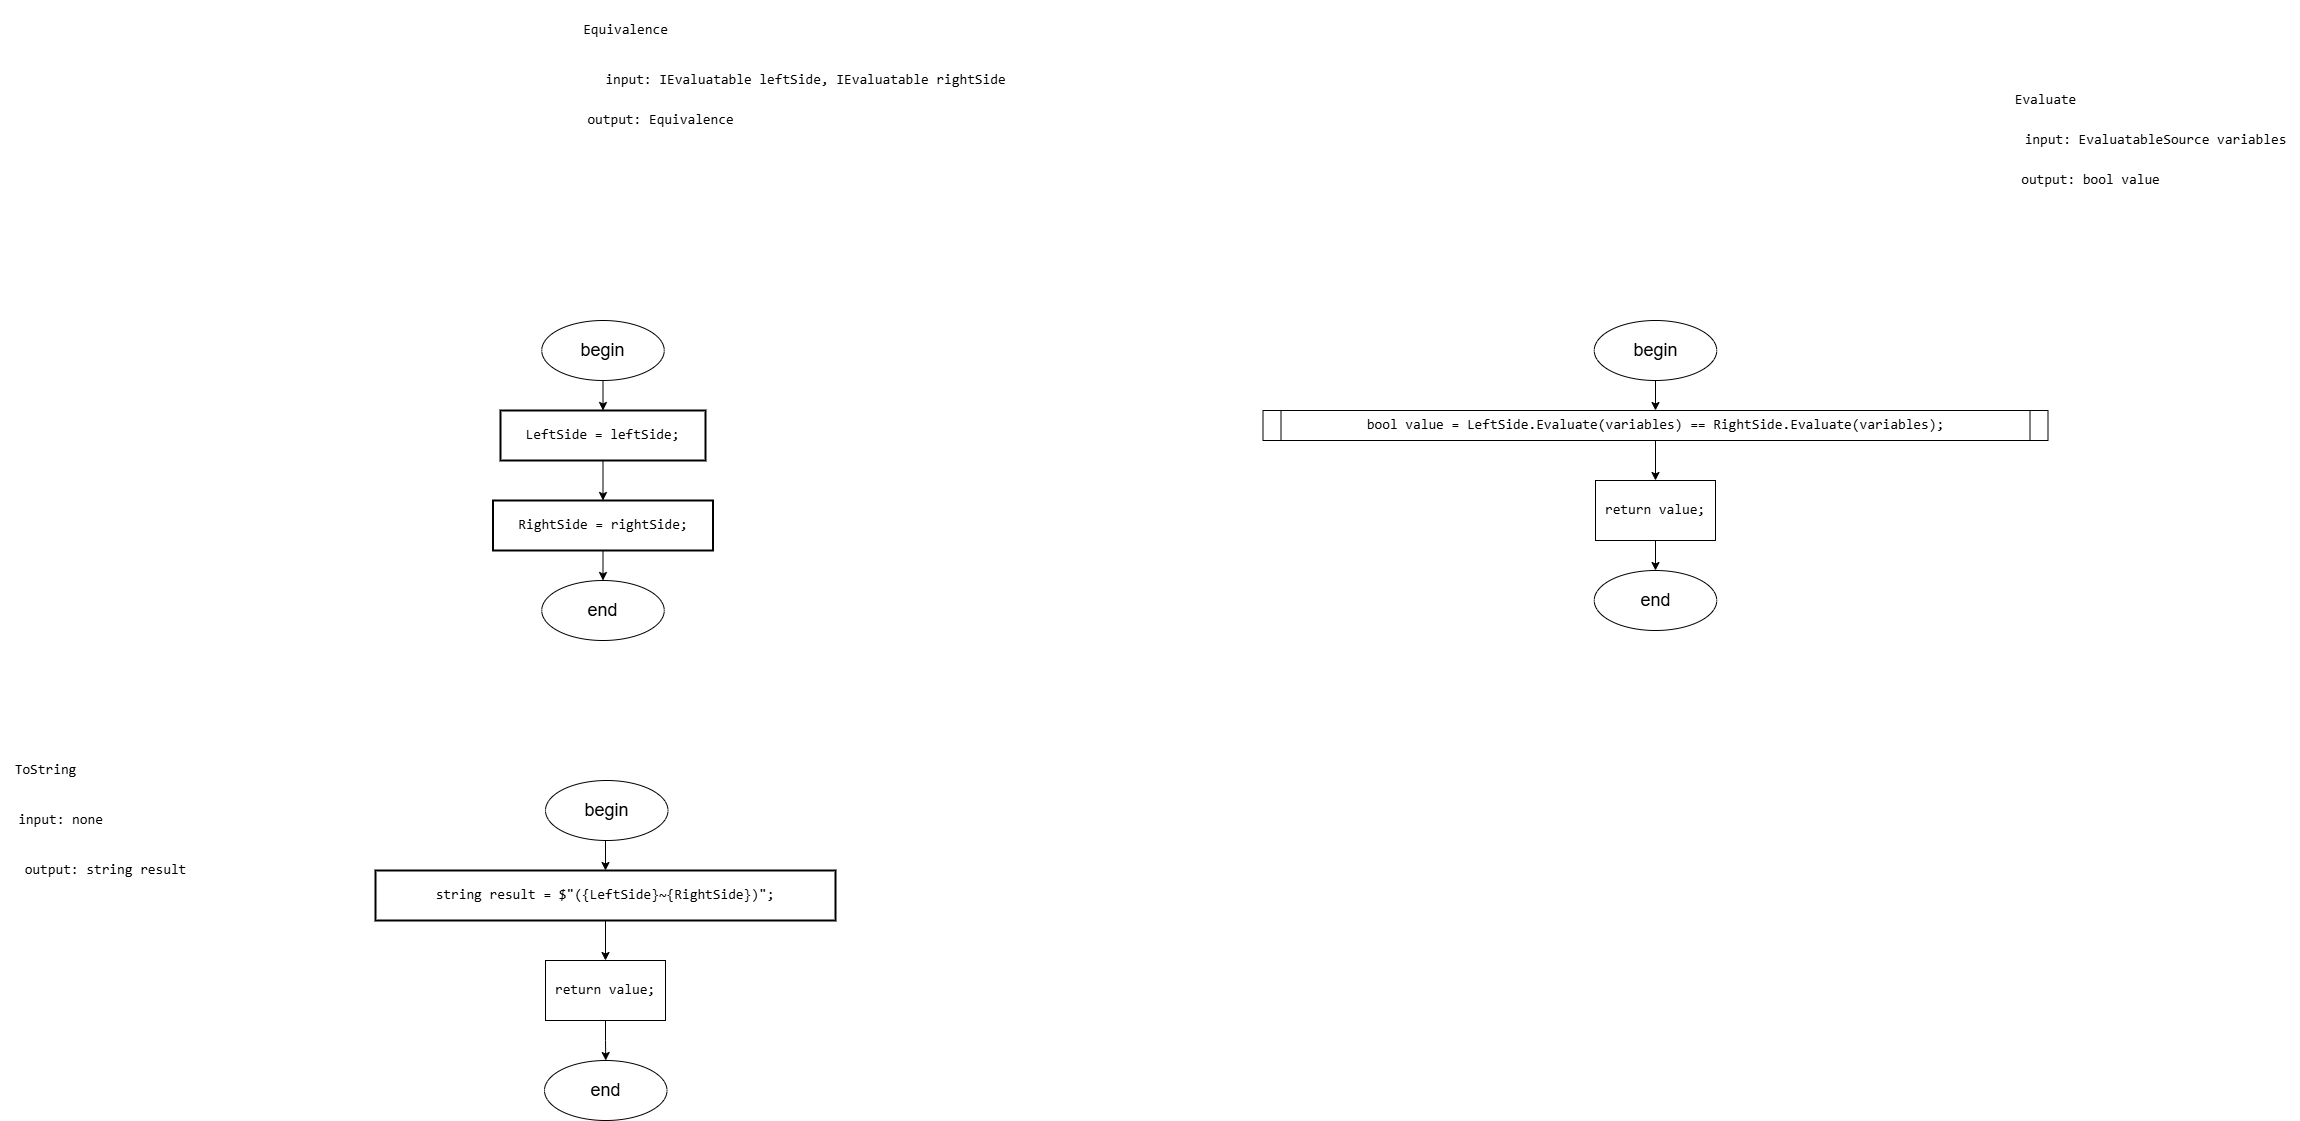 Equivalence
input: IEvaluatable leftSide, IEvaluatable rightSide
output: Equivalence
begin
LeftSide = leftSide;
RightSide = rightSide;
end
Evaluate
input: EvaluatableSource variables
output: bool value
begin
bool value = LeftSide.Evaluate(variables) == RightSide.Evaluate(variables);
return value;
end
ToString
input: none
output: string result
begin
string result = $"({LeftSide}~{RightSide})";
return value;
end